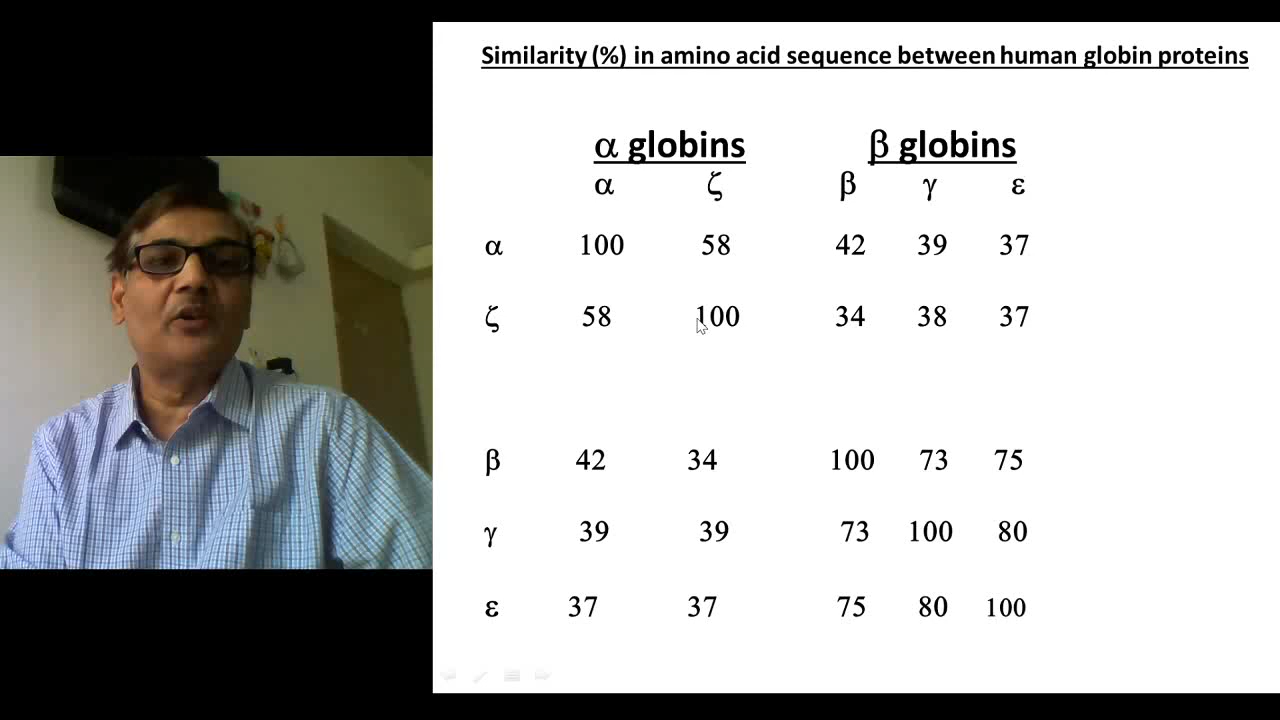 Similarity (%) in amino acid sequence between human globin proteins
α globins β globins
α ζ β γ ε
α 100 58 42 39 37
ζ 58 100 34 38 37
β 42 34 100 73 75
γ 39 39 73 100 80
ε 37 37 75 80 100